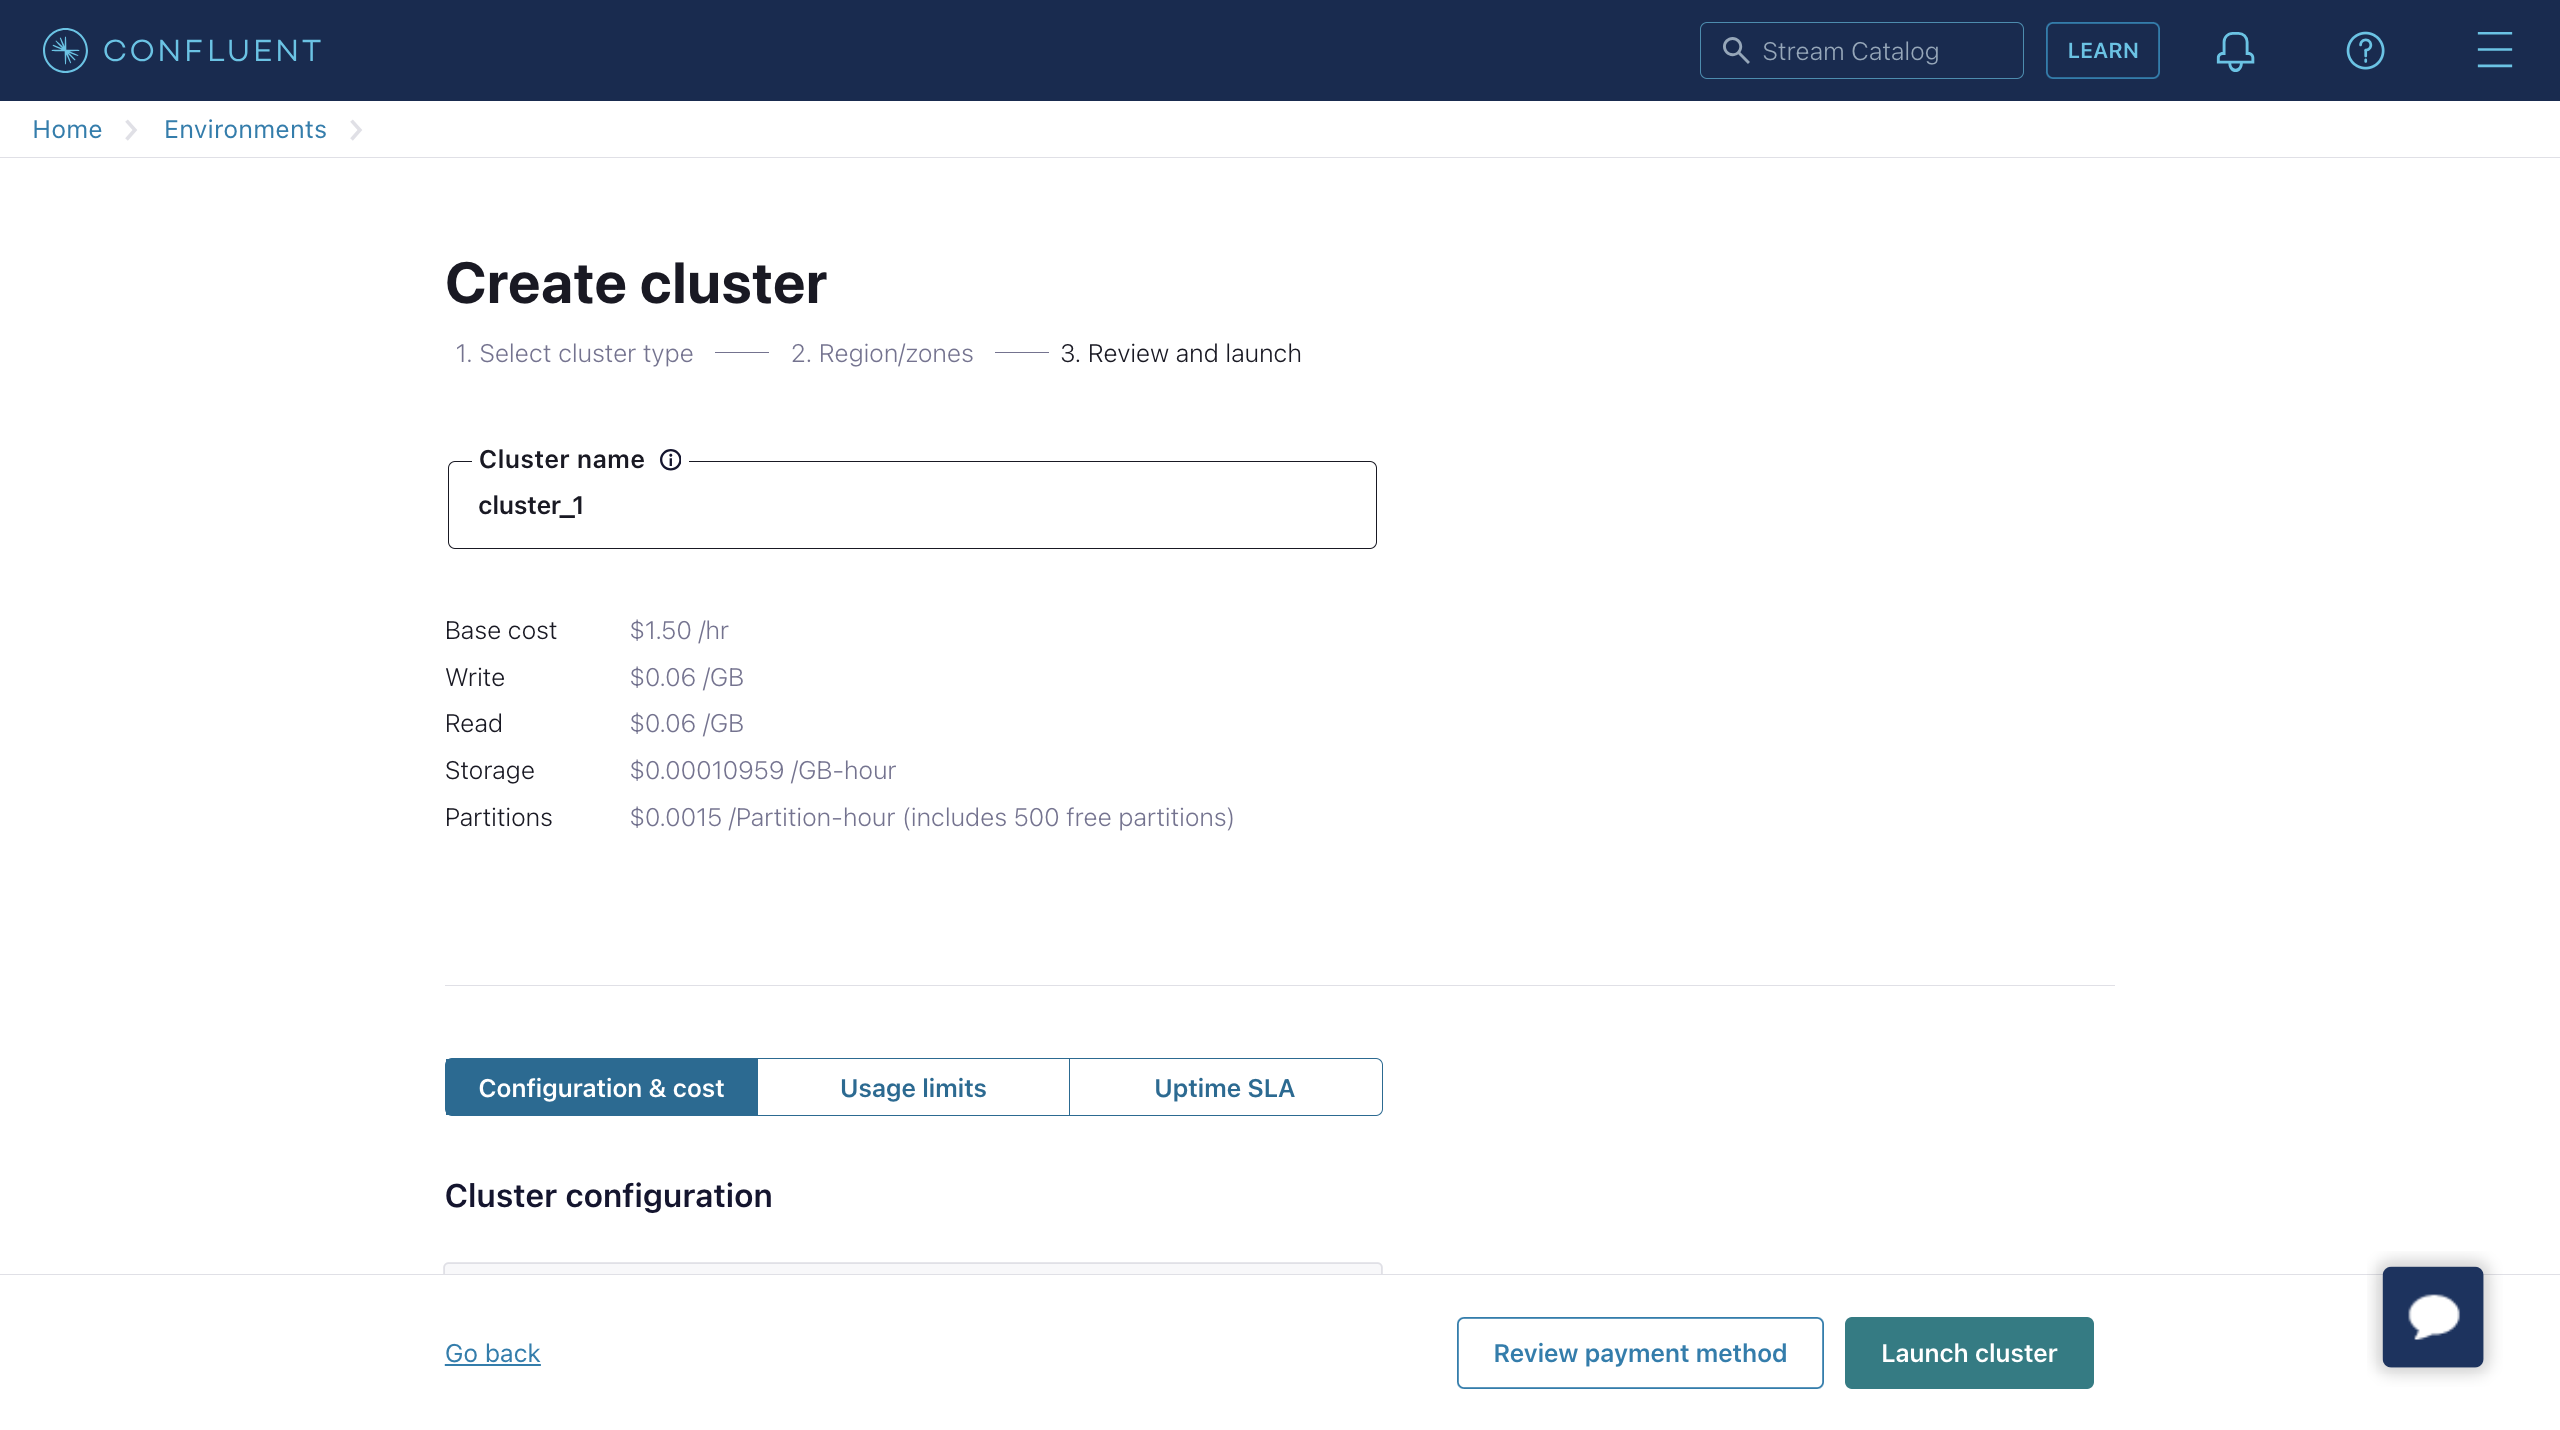 CONFLUENT
Stream Catalog
LEARN
Home
Environments
Create cluster
1. Select cluster type
2. Region/zones
3. Review and launch
Cluster name
cluster_1
Base cost $1.50 /hr
Write $0.06 /GB
Read $0.06 /GB
Storage $0.00010959 /GB-hour
Partitions $0.0015 /Partition-hour (includes 500 free partitions)
Configuration & cost
Usage limits
Uptime SLA
Cluster configuration
Go back
Review payment method
Launch cluster